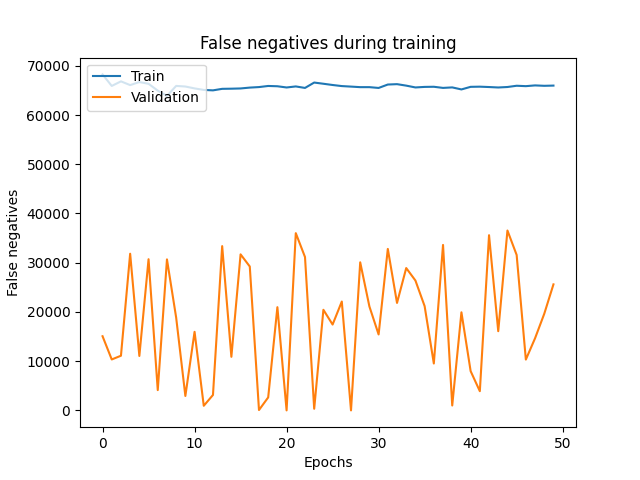 False negatives during training
Train
Validation
False negatives
70000
60000
50000
40000
30000
20000
10000
0
0 10 20 30 40 50
Epochs